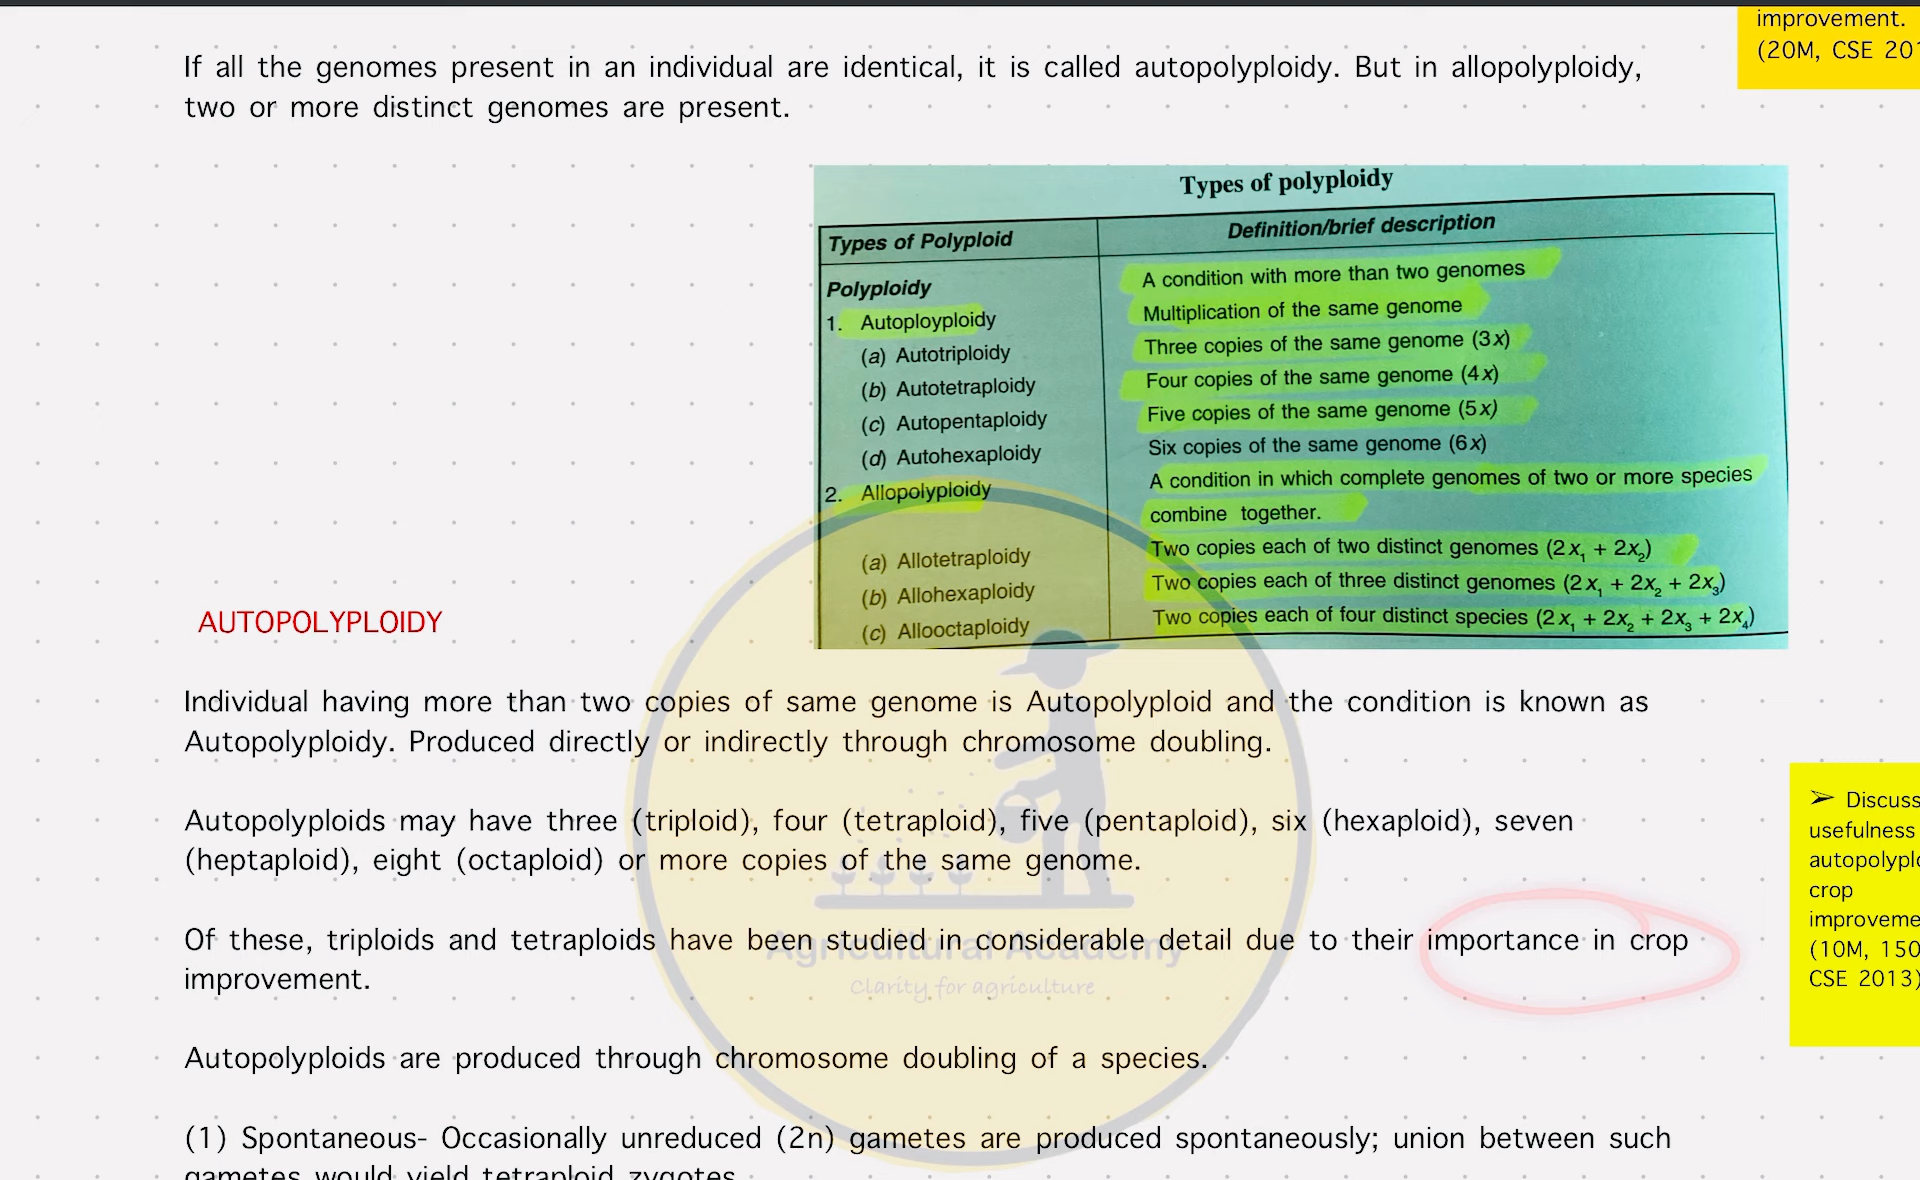 improvement.
(20M, CSE 201
If all the genomes present in an individual are identical, it is called autopolyploidy. But in allopolyploidy,
two or more distinct genomes are present.
Types of polyploidy
Types of Polyploid
Definition/brief description
Polyploidy
A condition with more than two genomes
1. Autoployploidy
Multiplication of the same genome
(a) Autotriploidy
Three copies of the same genome (3x)
(b) Autotetraploidy
Four copies of the same genome (4x)
(c) Autopentaploidy
Five copies of the same genome (5x)
(d) Autohexaploidy
Six copies of the same genome (6x)
2. Allopolyploidy
A condition in which complete genomes of two or more species
combine together.
(a) Allotetraploidy
Two copies each of two distinct genomes (2x₁ + 2x₂)
(b) Allohexaploidy
Two copies each of three distinct genomes (2x₁ + 2x₂ + 2x₃)
(c) Allooctaploidy
Two copies each of four distinct species (2x₁ + 2x₂ + 2x₃ + 2x₄)
AUTOPOLYPLOIDY
Individual having more than two copies of same genome is Autopolyploid and the condition is known as
Autopolyploidy. Produced directly or indirectly through chromosome doubling.
Autopolyploids may have three (triploid), four (tetraploid), five (pentaploid), six (hexaploid), seven
(heptaploid), eight (octaploid) or more copies of the same genome.
➢ Discuss
usefulness
autopolyplo
crop
improveme
(10M, 150
CSE 2013)
Of these, triploids and tetraploids have been studied in considerable detail due to their importance in crop
improvement.
Agricultural Academy
Clarity for agriculture
Autopolyploids are produced through chromosome doubling of a species.
(1) Spontaneous- Occasionally unreduced (2n) gametes are produced spontaneously; union between such
gametes would yield tetraploid zygotes.